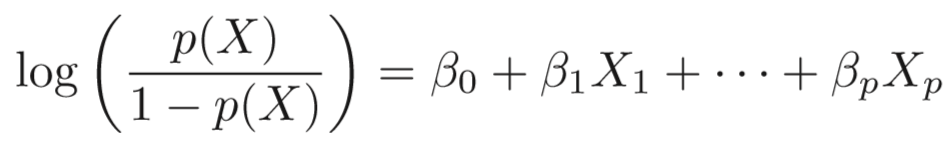 log ( p(X) / 1 − p(X) ) = β₀ + β₁X₁ + ⋯ + βₚXₚ